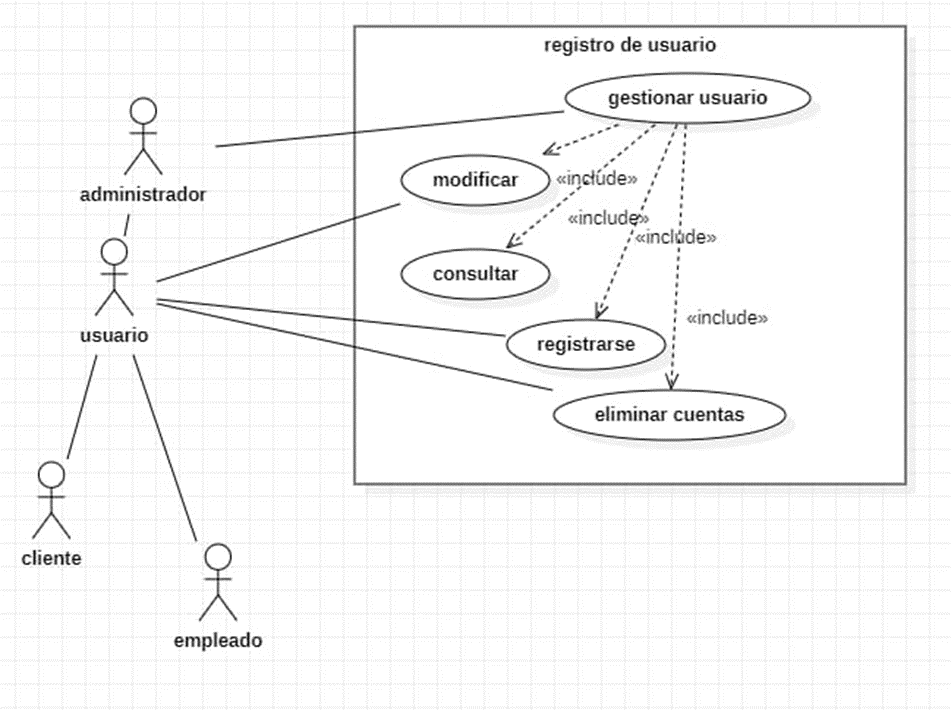 registro de usuario
gestionar usuario
administrador
modificar
«include»
«include»
«include»
consultar
usuario
«include»
registrarse
eliminar cuentas
cliente
empleado